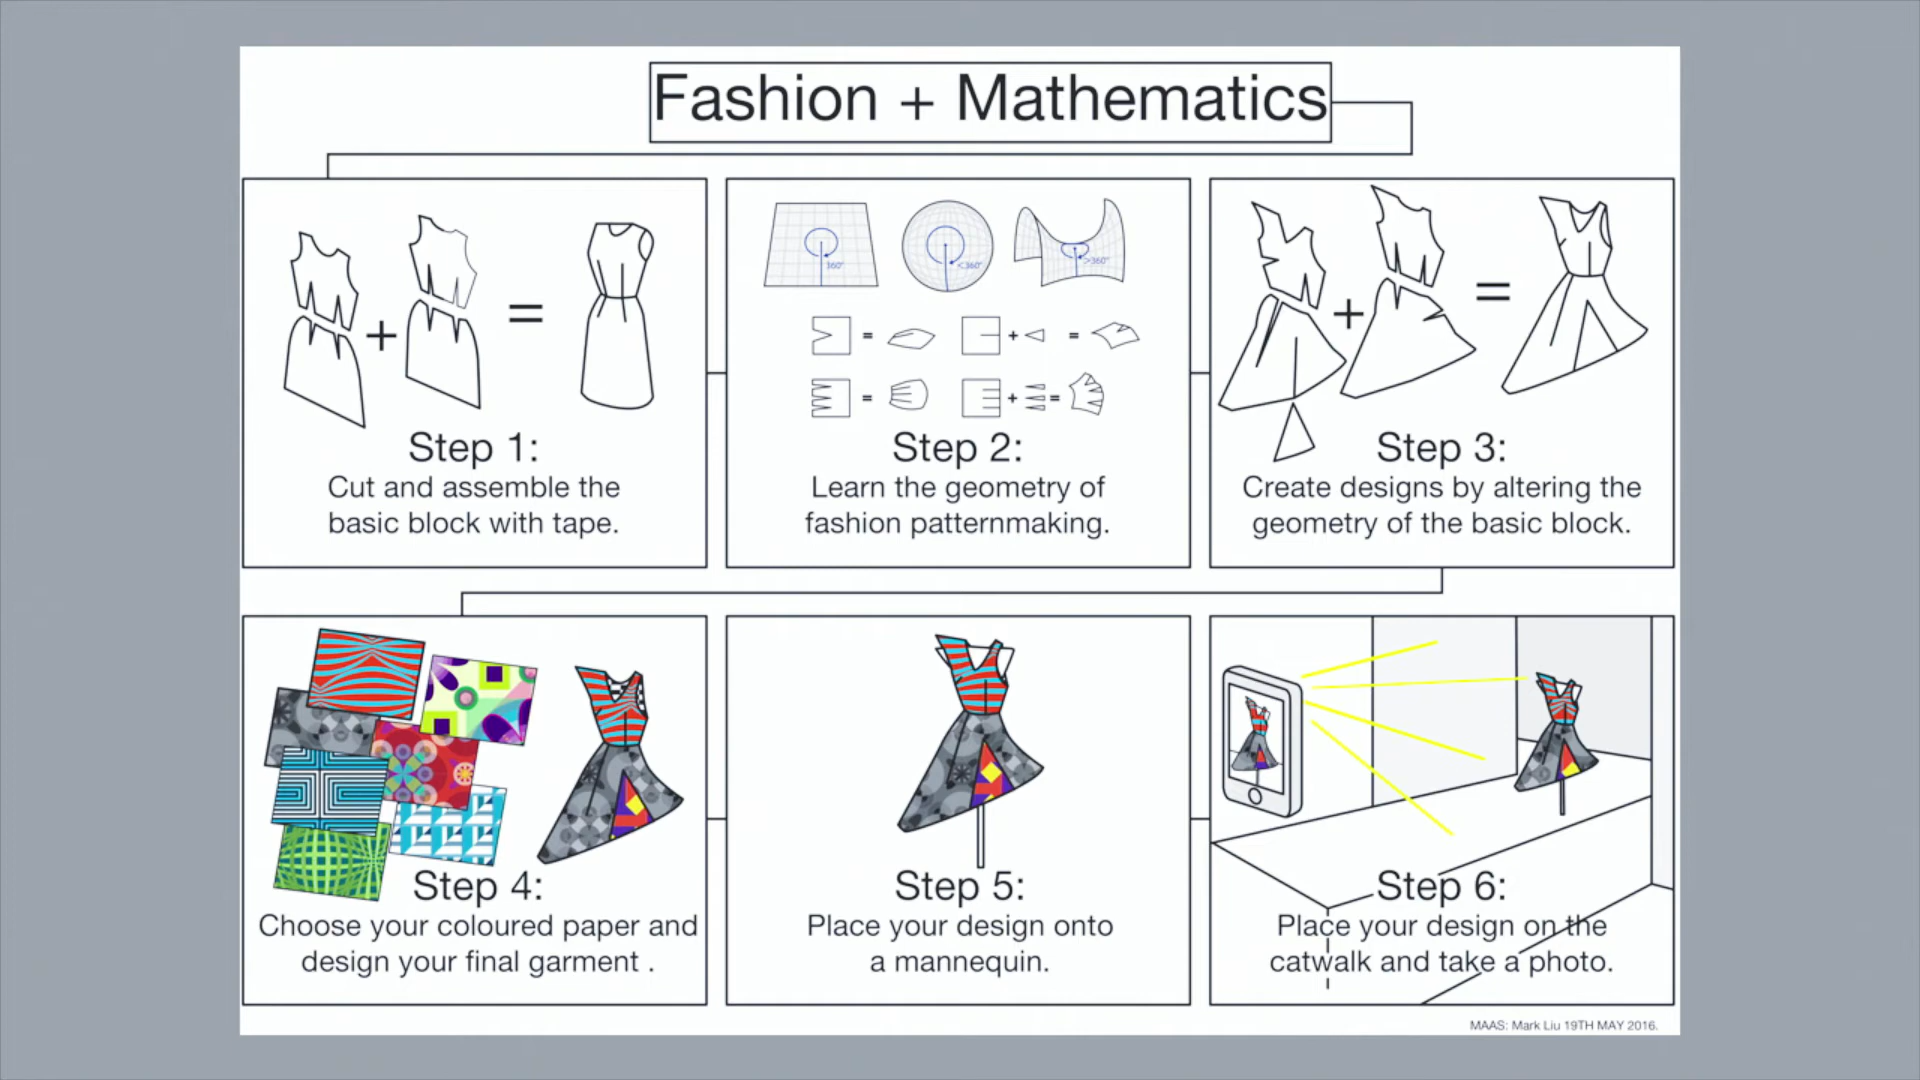 Fashion + Mathematics
360°
<360°
>360°
+
=
=
+
=
=
+
=
+
=
Step 1:
Cut and assemble the
basic block with tape.
Step 2:
Learn the geometry of
fashion patternmaking.
Step 3:
Create designs by altering the
geometry of the basic block.
Step 4:
Choose your coloured paper and
design your final garment .
Step 5:
Place your design onto
a mannequin.
Step 6:
Place your design on the
catwalk and take a photo.
MAAS: Mark Liu 19TH MAY 2016.